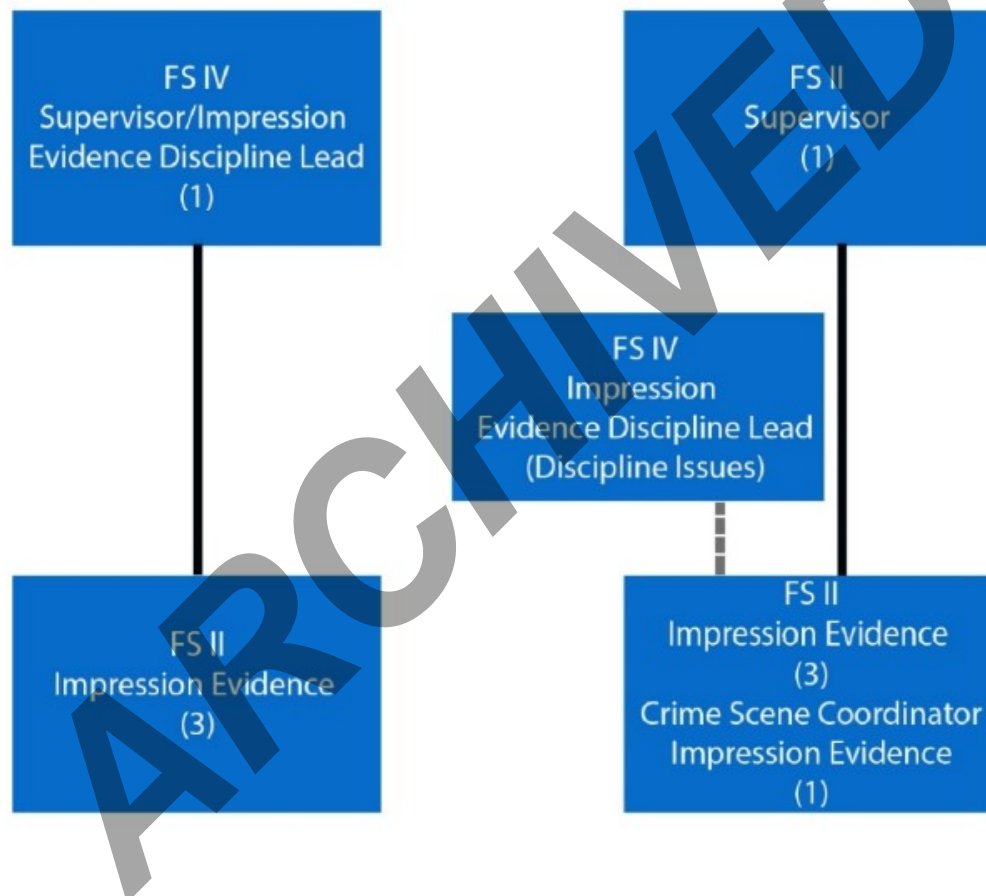 FS IV
Supervisor/Impression
Evidence Discipline Lead
(1)
FS II
Supervisor
(1)
FS IV
Impression
Evidence Discipline Lead
(Discipline Issues)
FS II
Impression Evidence
(3)
FS II
Impression Evidence
(3)
Crime Scene Coordinator
Impression Evidence
(1)
ARCHIVED